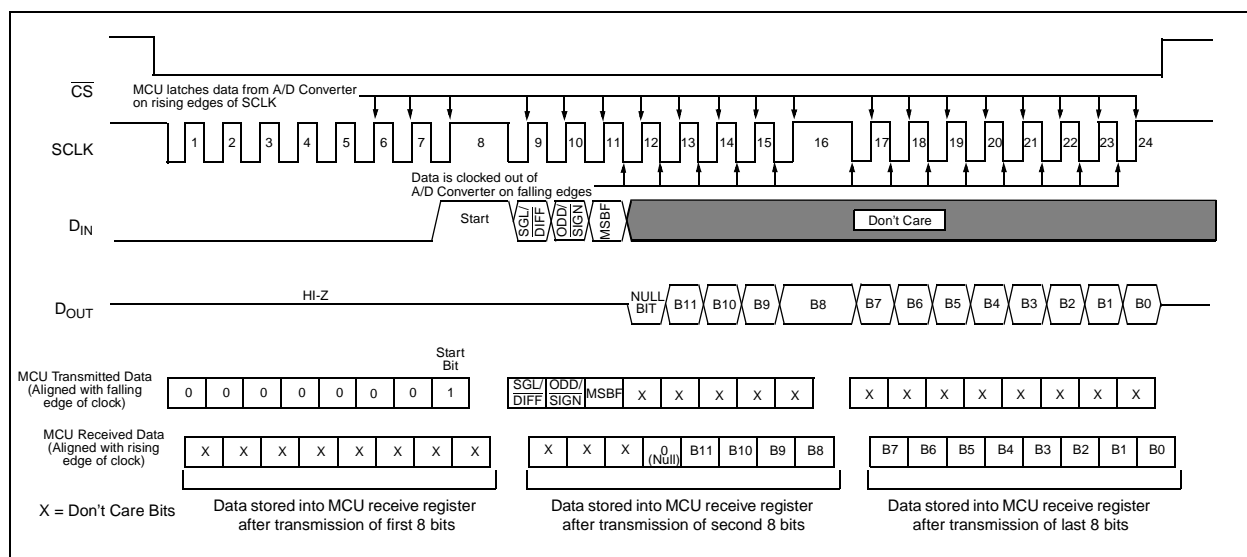 CS
MCU latches data from A/D Converter
on rising edges of SCLK
SCLK
1 2 3 4 5 6 7 8 9 10 11 12 13 14 15 16 17 18 19 20 21 22 23 24
Data is clocked out of
A/D Converter on falling edges
DIN
Start SGL/DIFF ODD/SIGN MSBF Don't Care
HI-Z
DOUT
NULL BIT B11 B10 B9 B8 B7 B6 B5 B4 B3 B2 B1 B0
Start
Bit
MCU Transmitted Data
(Aligned with falling
edge of clock)
0 0 0 0 0 0 0 1 SGL/DIFF ODD/SIGN MSBF X X X X X X X X X X X X X
MCU Received Data
(Aligned with rising
edge of clock)
X X X X X X X X X X X 0 (Null) B11 B10 B9 B8 B7 B6 B5 B4 B3 B2 B1 B0
X = Don't Care Bits
Data stored into MCU receive register
after transmission of first 8 bits
Data stored into MCU receive register
after transmission of second 8 bits
Data stored into MCU receive register
after transmission of last 8 bits